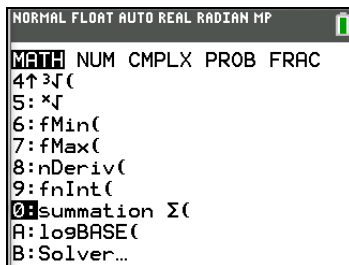 NORMAL FLOAT AUTO REAL RADIAN MP
MATH NUM CMPLX PROB FRAC
4↑³√(
5:ˣ√
6:fMin(
7:fMax(
8:nDeriv(
9:fnInt(
0:summation Σ(
A:logBASE(
B:Solver…